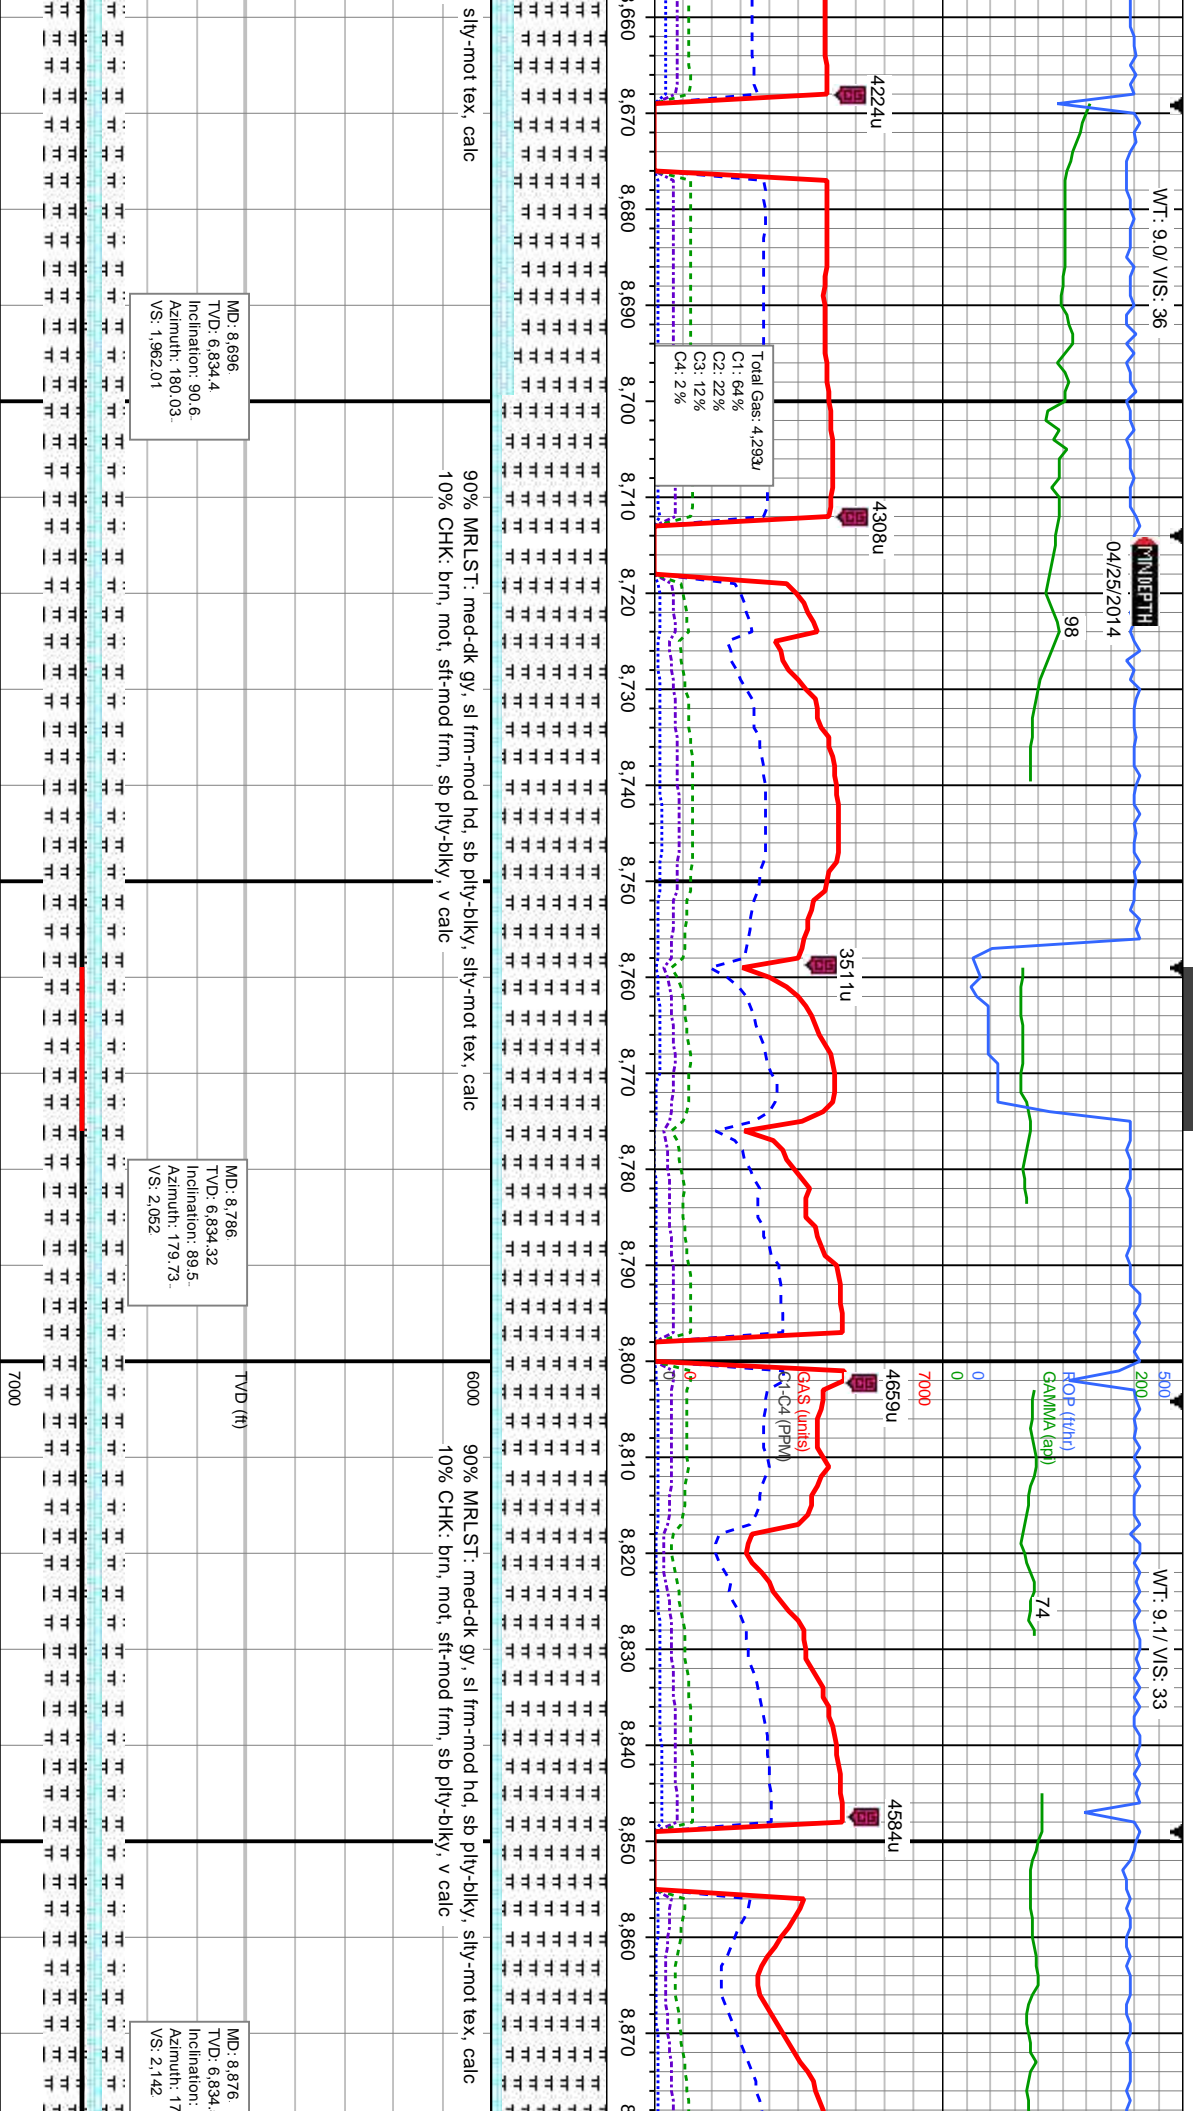 WT: 9.0/ VIS: 36
MN DEPTH
04/25/2014
98
500
200
ROP (ft/hr)
GAMMA (api)
0
0
WT: 9.1/ VIS: 33
74
4224u
4308u
3511u
4659u
4584u
7000
GAS (units)
C1-C4 (PPM)
0
0
Total Gas: 4,293u
C1: 64%
C2: 22%
C3: 12%
C4: 2%
8,670
8,680
8,690
8,700
8,710
8,720
8,730
8,740
8,750
8,760
8,770
8,780
8,790
8,800
8,810
8,820
8,830
8,840
8,850
8,860
8,870
slty-mot tex, calc
90% MRLST: med-dk gy, sl frm-mod hd, sb plty-blky, slty-mot tex, calc
10% CHK: brn, mot, sft-mod frm, sb plty-blky, v calc
6000
90% MRLST: med-dk gy, sl frm-mod hd, sb plty-blky, slty-mot tex, calc
10% CHK: brn, mot, sft-mod frm, sb plty-blky, v calc
MD: 8,696
TVD: 6,834.4
Inclination: 90.6
Azimuth: 180.03
VS: 1,962.01
MD: 8,786
TVD: 6,834.32
Inclination: 89.5
Azimuth: 179.73
VS: 2,052
TVD (ft)
7000
MD: 8,876
TVD: 6,834.
Inclination:
Azimuth: 17
VS: 2,142